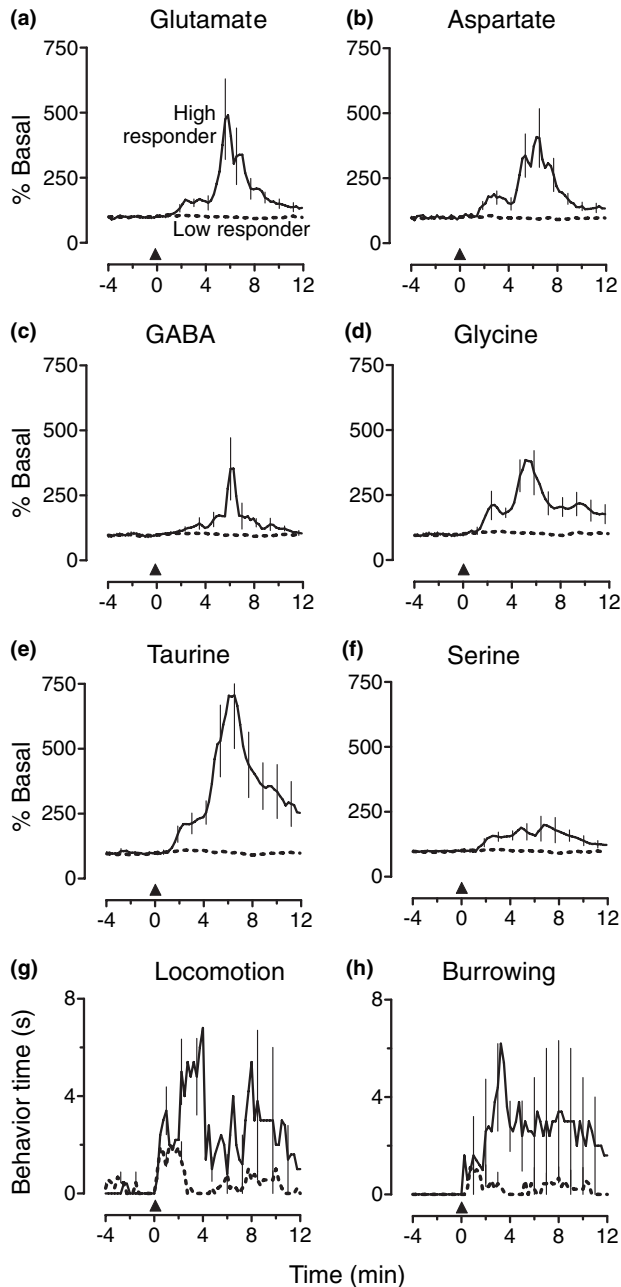 (a) Glutamate
750
500
250
0
% Basal
High
responder
Low responder
-4 0 4 8 12
(b) Aspartate
750
500
250
0
-4 0 4 8 12
(c) GABA
750
500
250
0
% Basal
-4 0 4 8 12
(d) Glycine
750
500
250
0
-4 0 4 8 12
(e) Taurine
750
500
250
0
% Basal
-4 0 4 8 12
(f) Serine
750
500
250
0
-4 0 4 8 12
(g) Locomotion
8
4
0
Behavior time (s)
-4 0 4 8 12
(h) Burrowing
8
4
0
-4 0 4 8 12
Time (min)